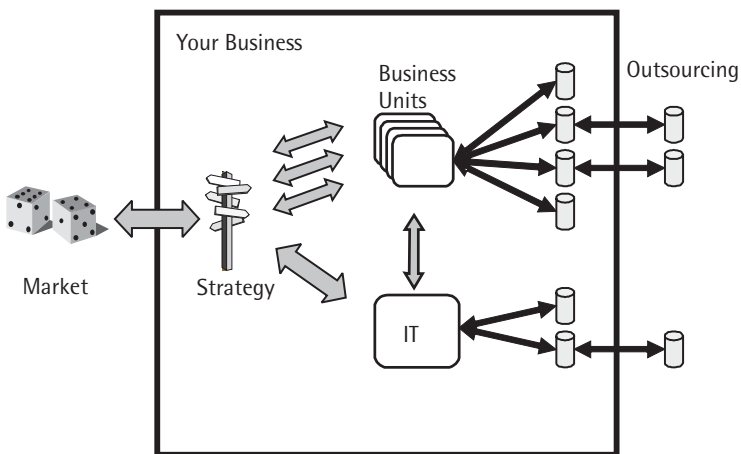 Your Business
Business
Units
Outsourcing
Market
Strategy
IT